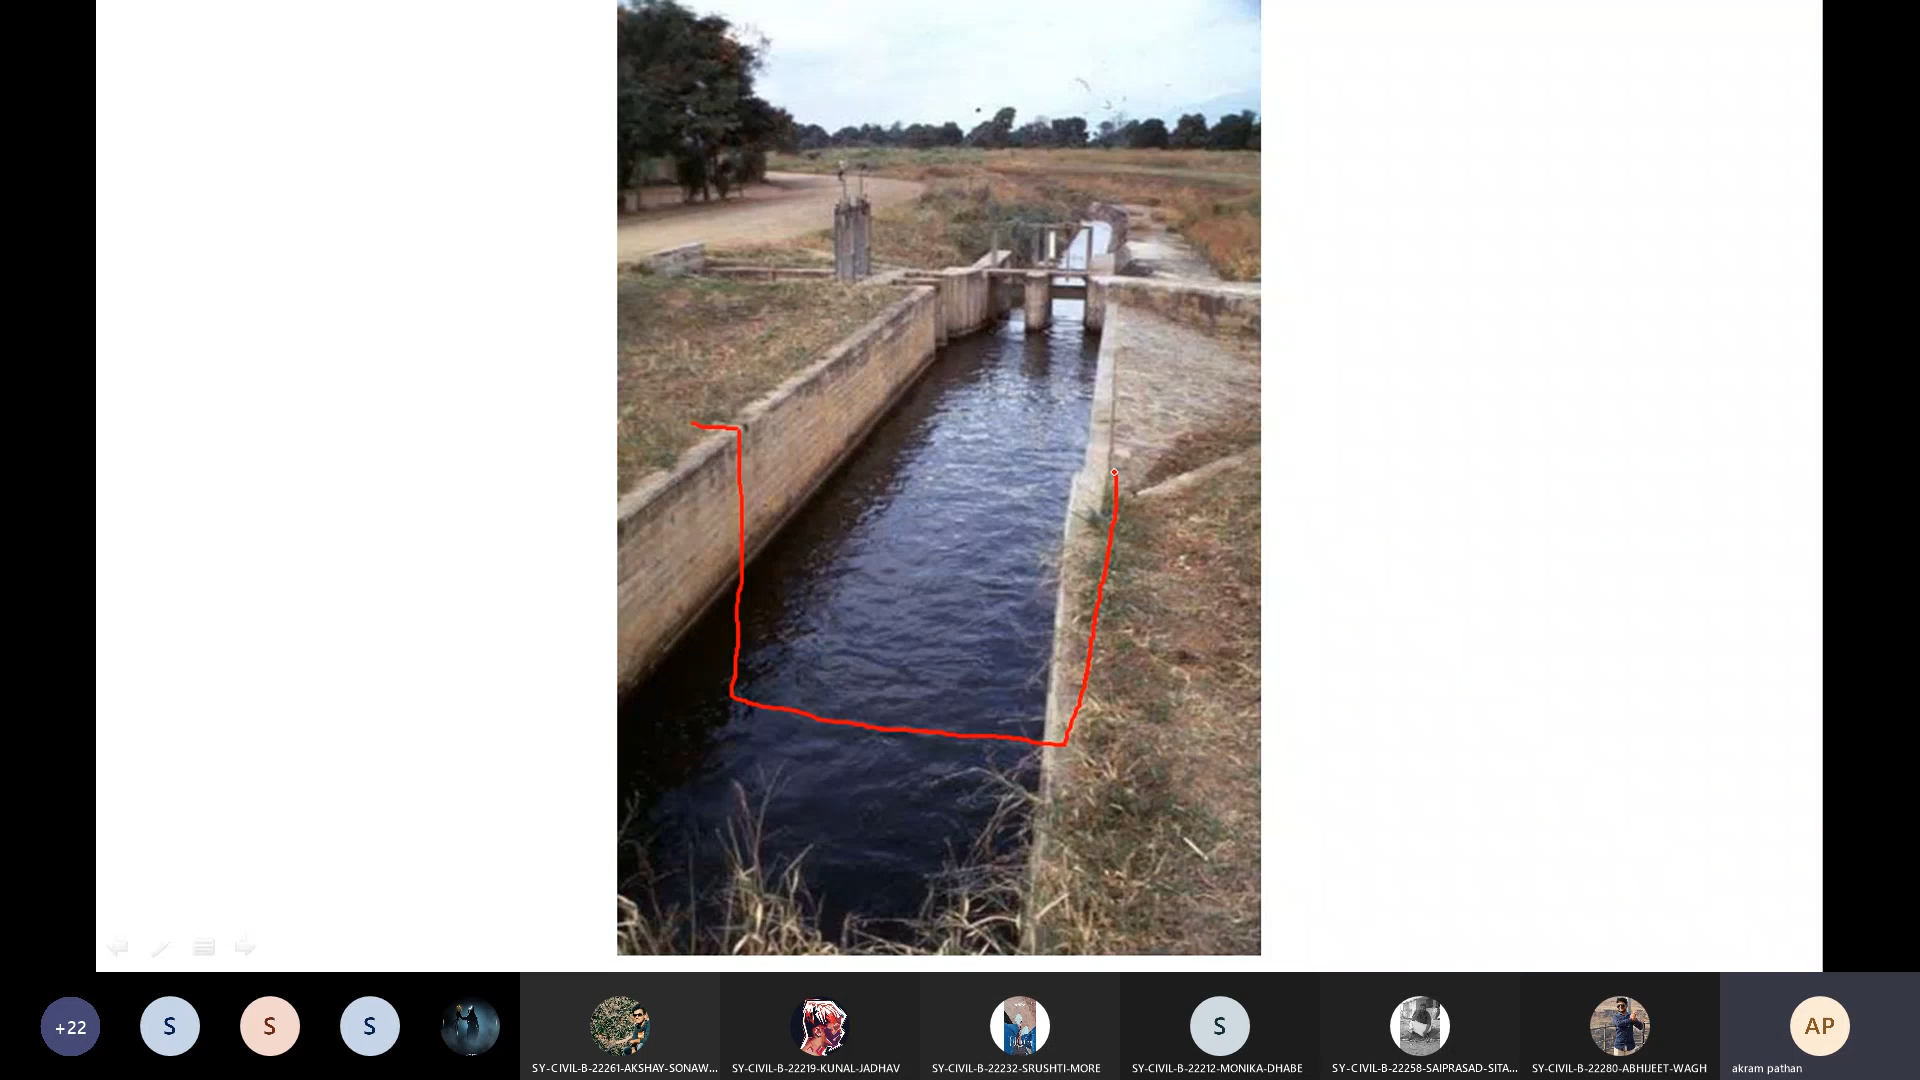 +22
S
S
S
S
AP
SY-CIVIL-B-22261-AKSHAY-SONAW...
SY-CIVIL-B-22219-KUNAL-JADHAV
SY-CIVIL-B-22232-SRUSHTI-MORE
SY-CIVIL-B-22212-MONIKA-DHABE
SY-CIVIL-B-22258-SAIPRASAD-SITA...
SY-CIVIL-B-22280-ABHIJEET-WAGH
akram pathan